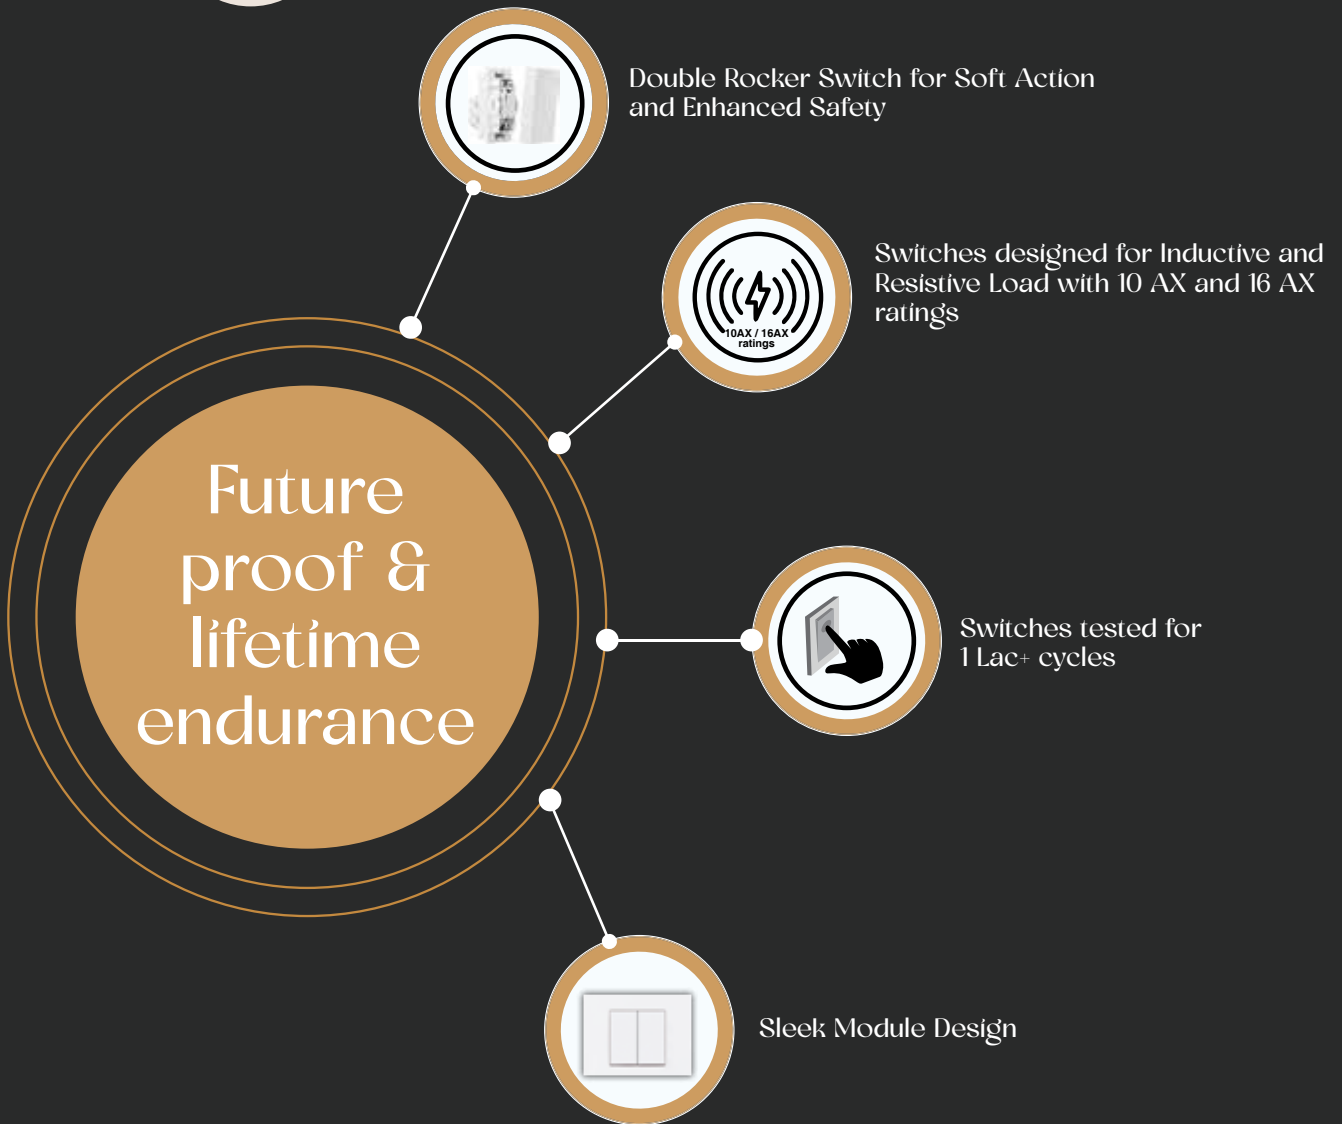 Double Rocker Switch for Soft Action
and Enhanced Safety
Switches designed for Inductive and
Resistive Load with 10 AX and 16 AX
ratings
10AX / 16AX
ratings
Future
proof &
lifetime
endurance
Switches tested for
1 Lac+ cycles
Sleek Module Design